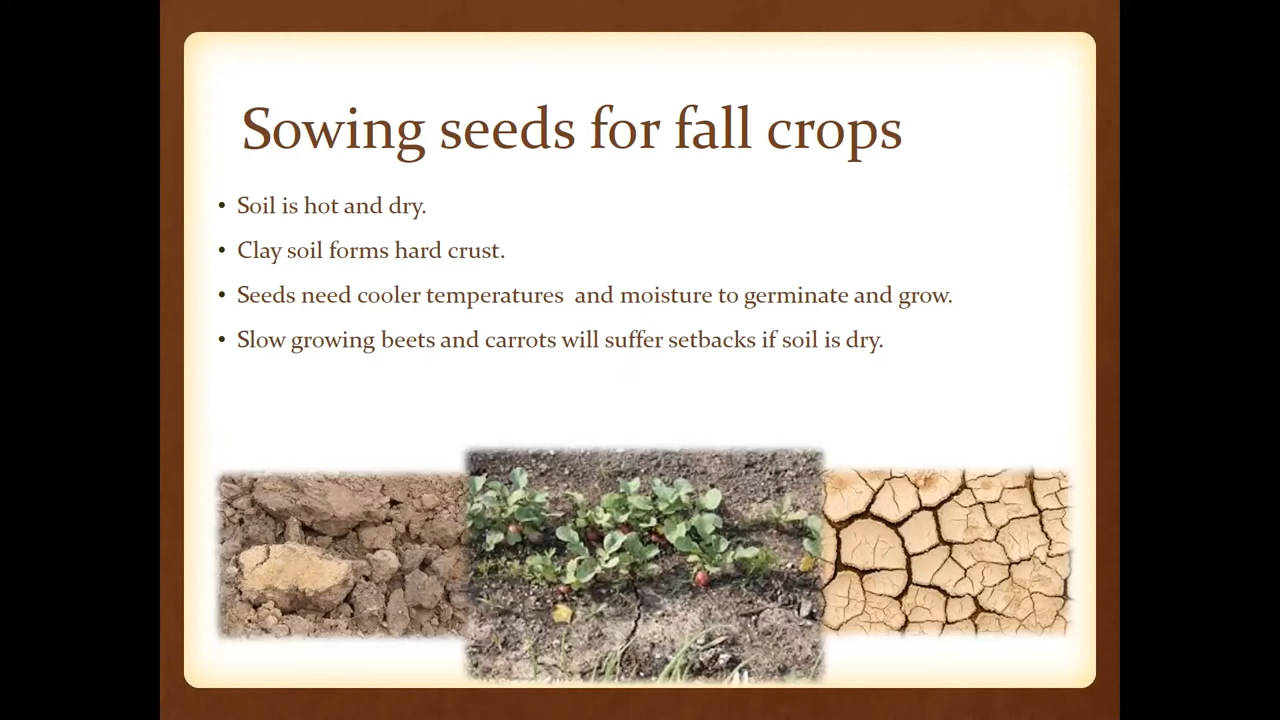 Sowing seeds for fall crops
• Soil is hot and dry.
• Clay soil forms hard crust.
• Seeds need cooler temperatures  and moisture to germinate and grow.
• Slow growing beets and carrots will suffer setbacks if soil is dry.